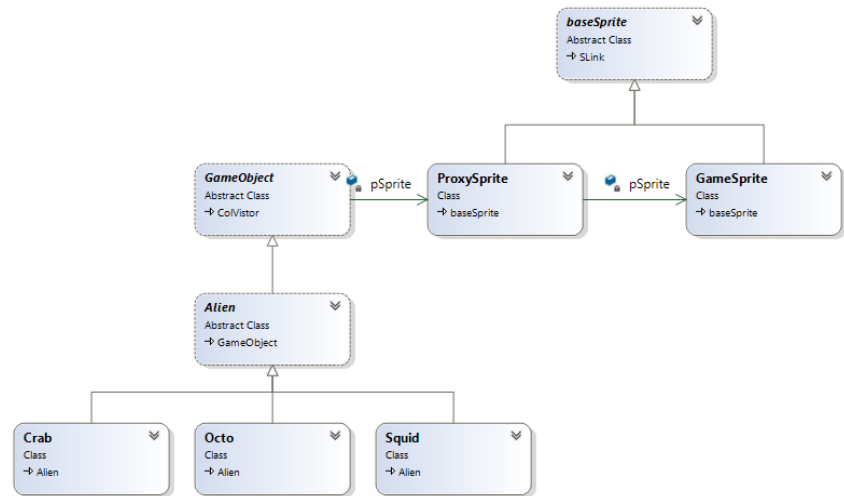 baseSprite
Abstract Class
SLink
GameObject
Abstract Class
ColVistor
pSprite
ProxySprite
Class
baseSprite
pSprite
GameSprite
Class
baseSprite
Alien
Abstract Class
GameObject
Crab
Class
Alien
Octo
Class
Alien
Squid
Class
Alien